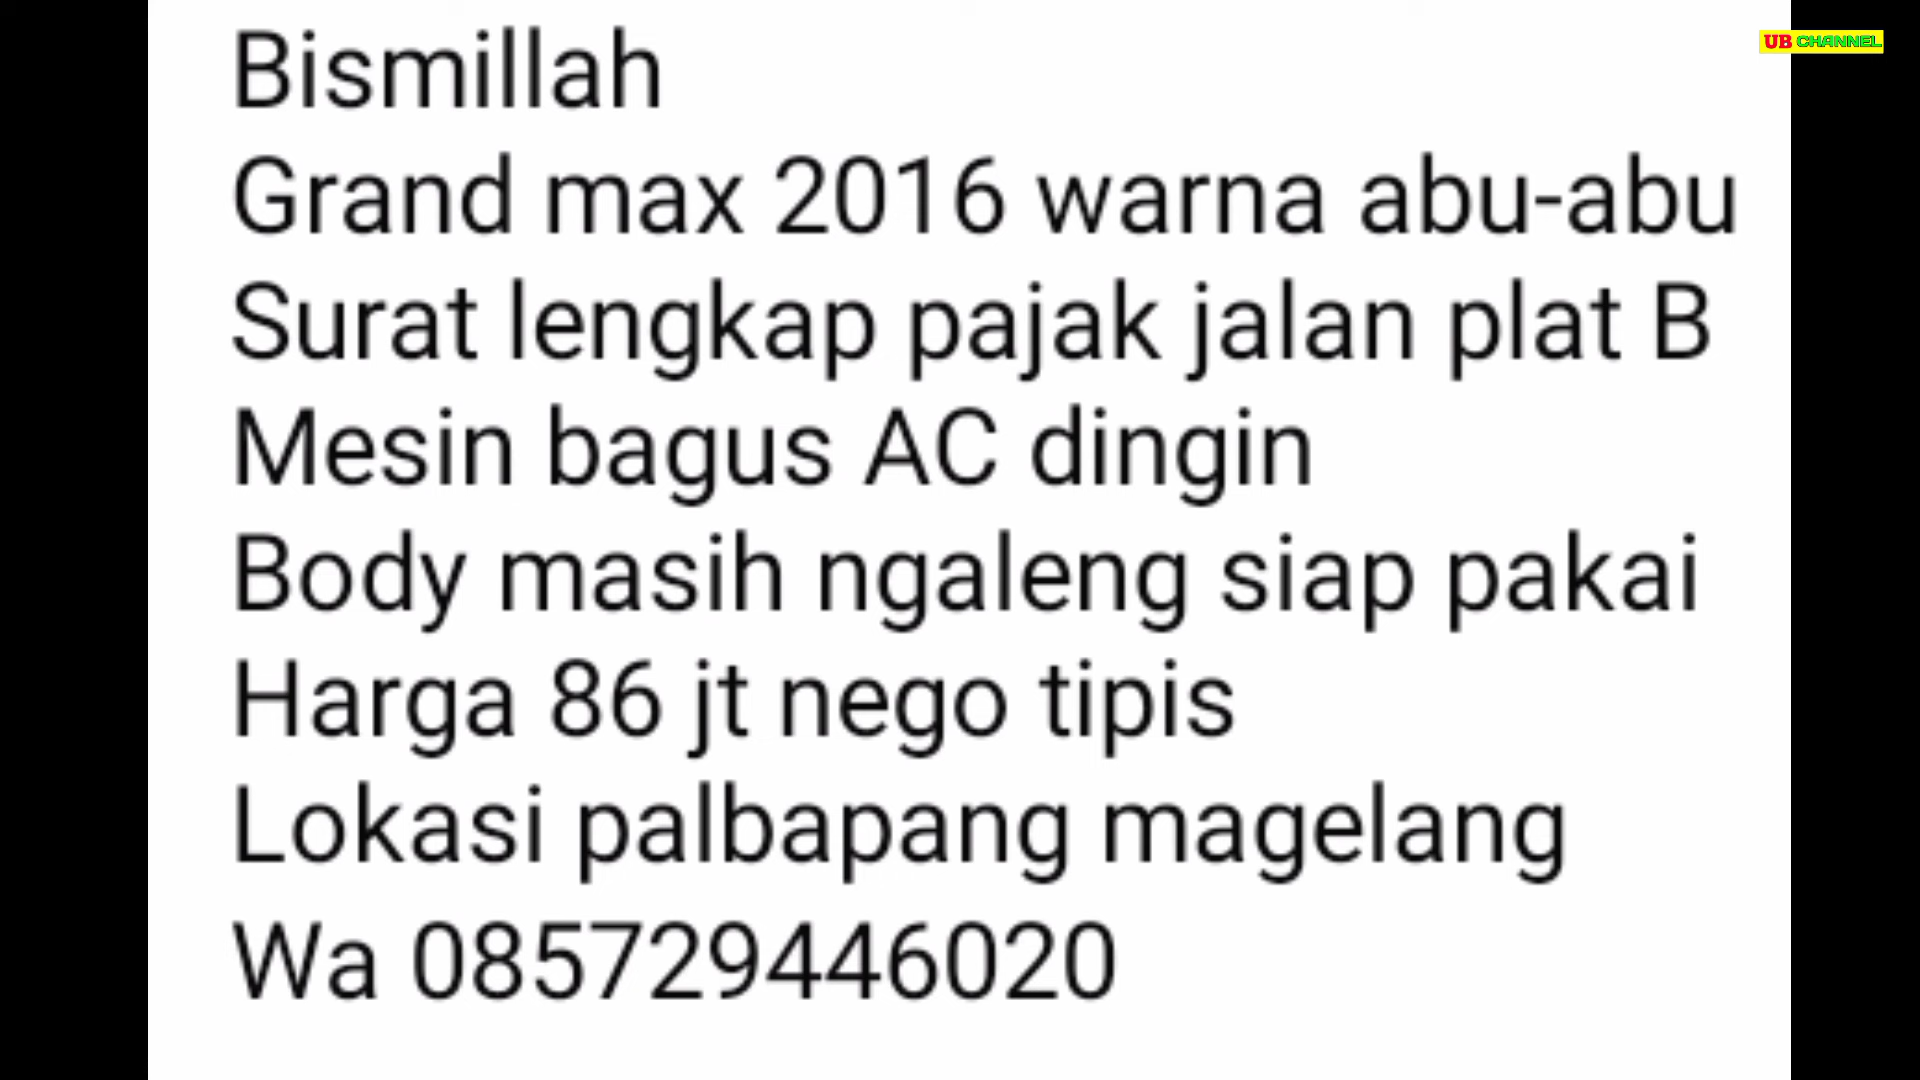 Bismillah
UB CHANNEL
Grand max 2016 warna abu-abu
Surat lengkap pajak jalan plat B
Mesin bagus AC dingin
Body masih ngaleng siap pakai
Harga 86 jt nego tipis
Lokasi palbapang magelang
Wa 085729446020